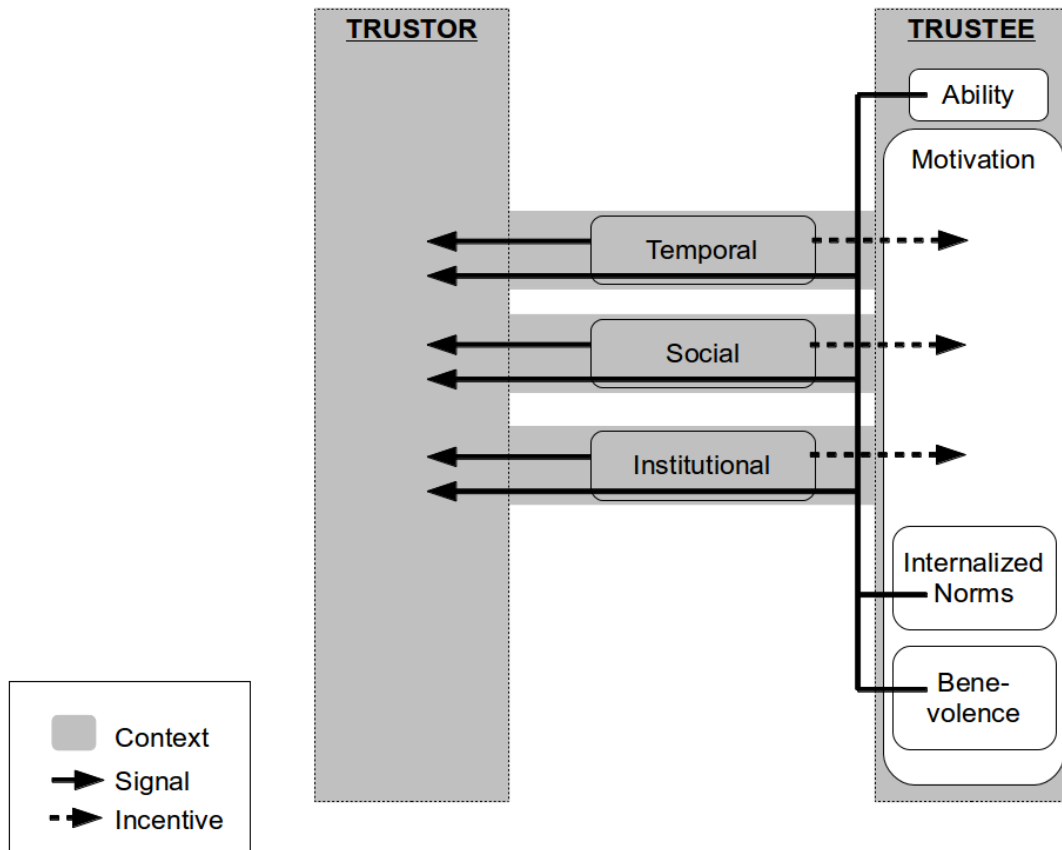 TRUSTOR
TRUSTEE
Ability
Motivation
Temporal
Social
Institutional
Internalized
Norms
Bene-
volence
Context
Signal
Incentive